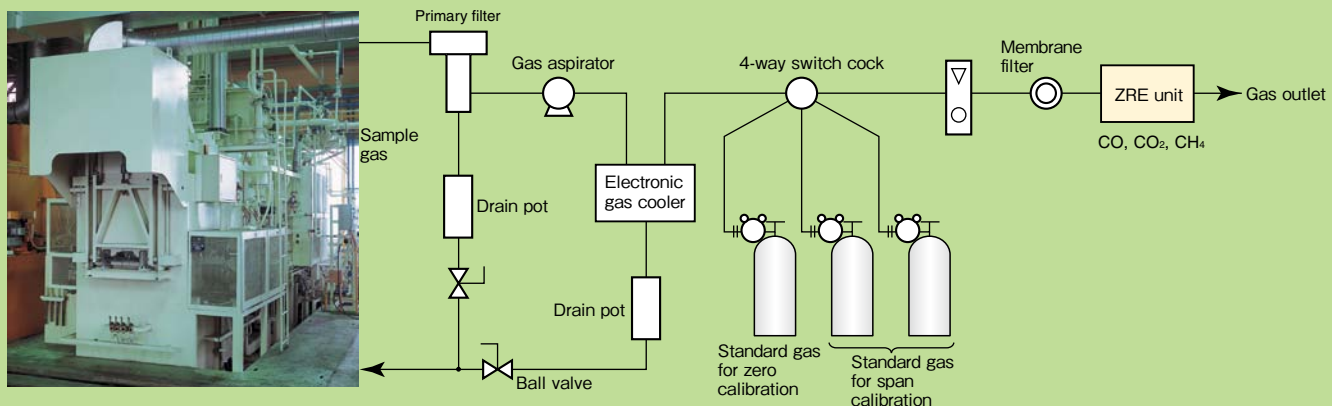 Primary filter
Gas aspirator
4-way switch cock
Membrane
filter
ZRE unit
Gas outlet
CO, CO₂, CH₄
Sample
gas
Drain pot
Electronic
gas cooler
Drain pot
Ball valve
Standard gas
for zero
calibration
Standard gas
for span
calibration